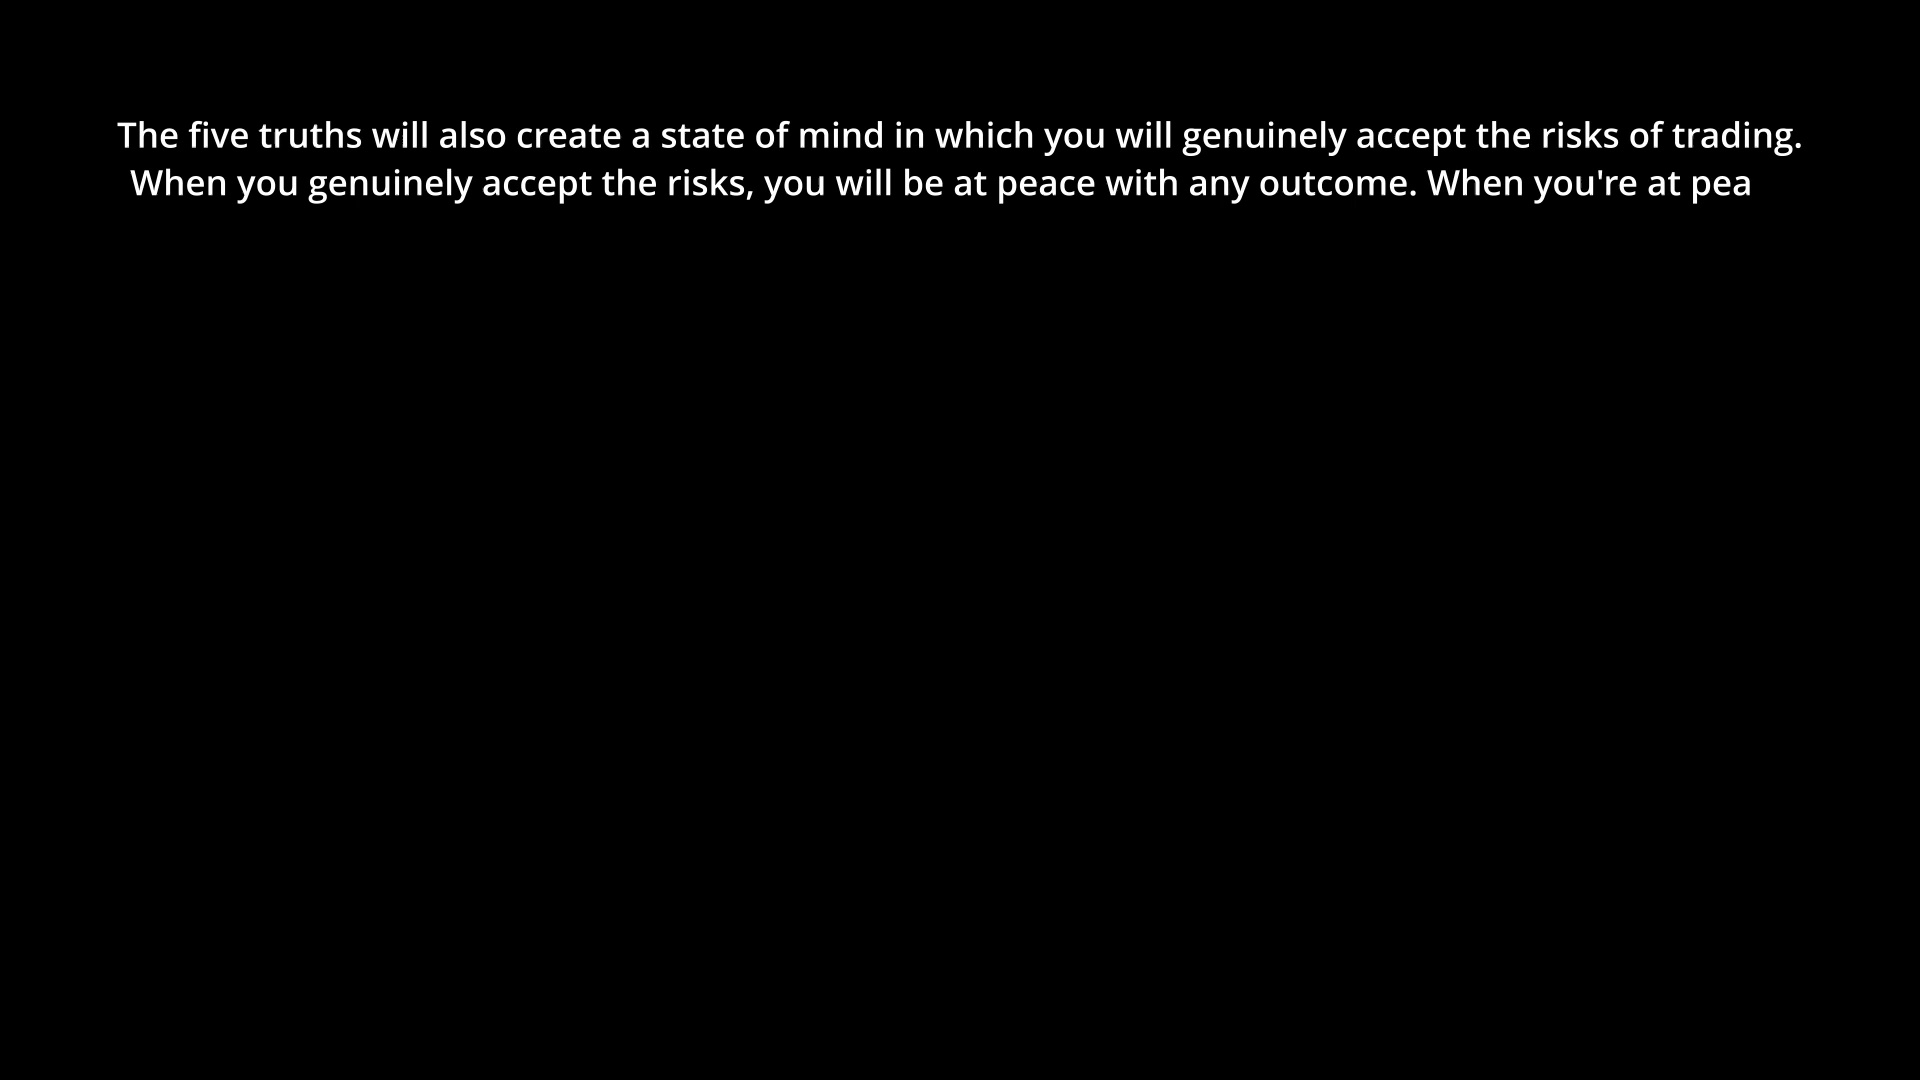 The five truths will also create a state of mind in which you will genuinely accept the risks of trading.
When you genuinely accept the risks, you will be at peace with any outcome. When you're at pea